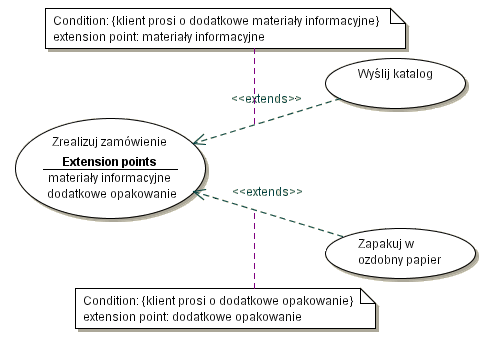 Condition: {klient prosi o dodatkowe materiały informacyjne}
extension point: materiały informacyjne
Wyślij katalog
<<extends>>
Zrealizuj zamówienie
Extension points
materiały informacyjne
dodatkowe opakowanie
<<extends>>
Zapakuj w
ozdobny papier
Condition: {klient prosi o dodatkowe opakowanie}
extension point: dodatkowe opakowanie